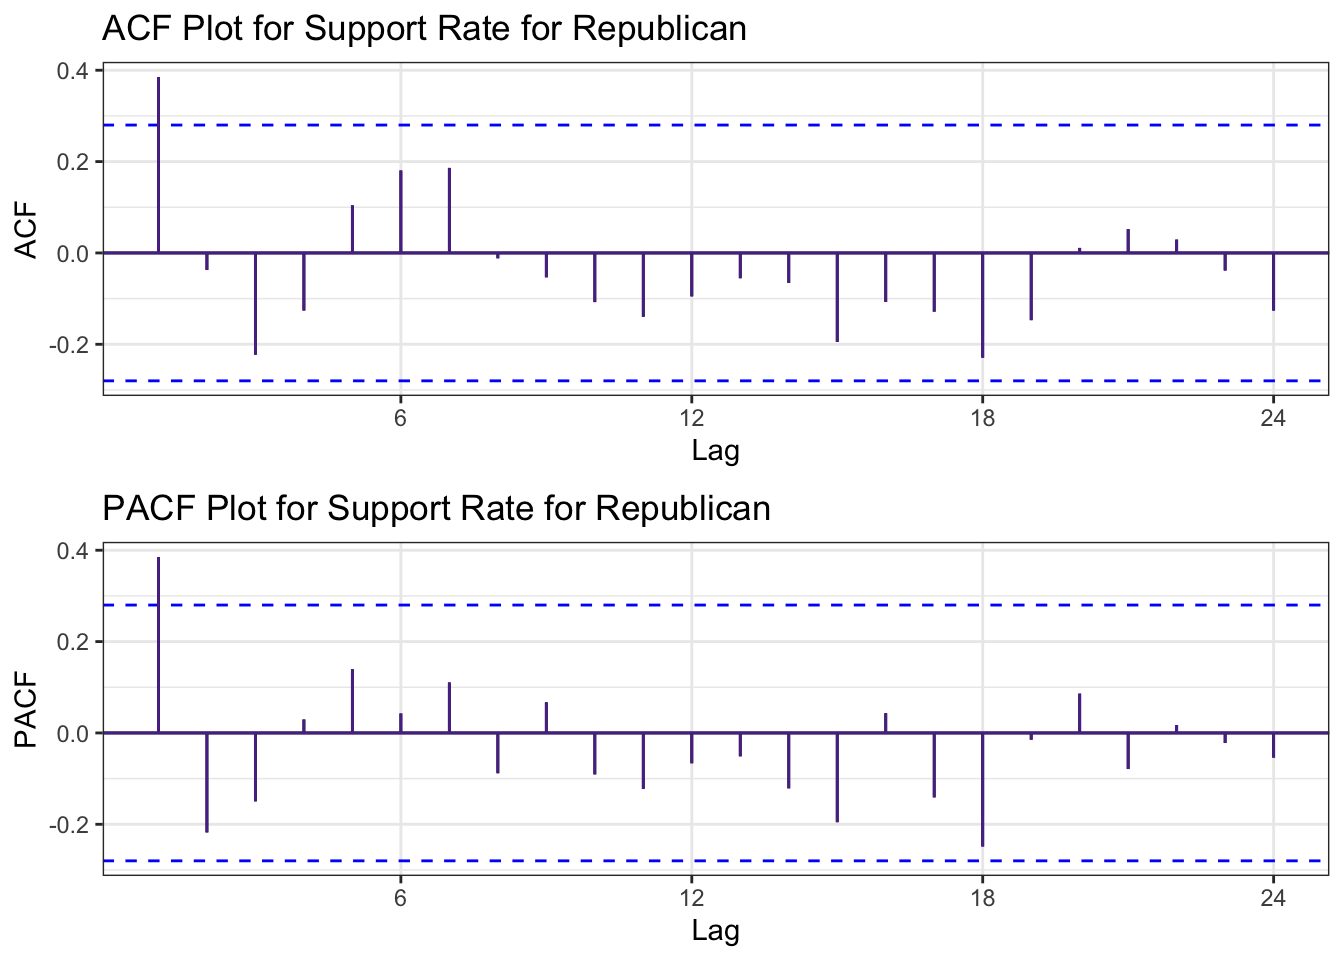 ACF Plot for Support Rate for Republican
0.4
0.2
0.0
-0.2
ACF
6 12 18 24
Lag
PACF Plot for Support Rate for Republican
0.4
0.2
0.0
-0.2
PACF
6 12 18 24
Lag